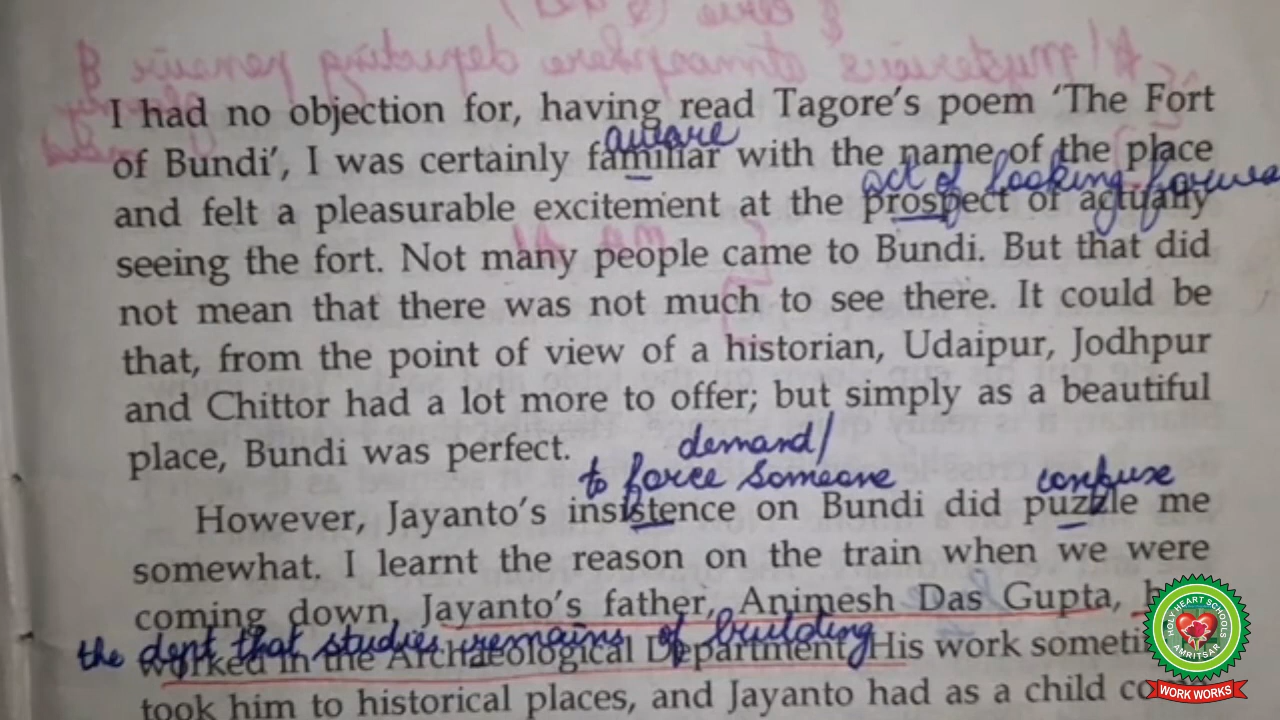 I had no objection for, having read Tagore's poem 'The Fort
aware
of Bundi', I was certainly familiar with the name of the place
act of looking forward
and felt a pleasurable excitement at the prospect of actually
seeing the fort. Not many people came to Bundi. But that did
not mean that there was not much to see there. It could be
that, from the point of view of a historian, Udaipur, Jodhpur
and Chittor had a lot more to offer; but simply as a beautiful
place, Bundi was perfect.
demand/
to force someone confuse
However, Jayanto's insistence on Bundi did puzzle me
somewhat. I learnt the reason on the train when we were
coming down, Jayanto's father, Animesh Das Gupta,
the dept that studies remains of building
worked in the Archaeological Department His work
took him to historical places, and Jayanto had as a child
HOLY HEART SCHOOLS
AMRITSAR
WORK WORKS